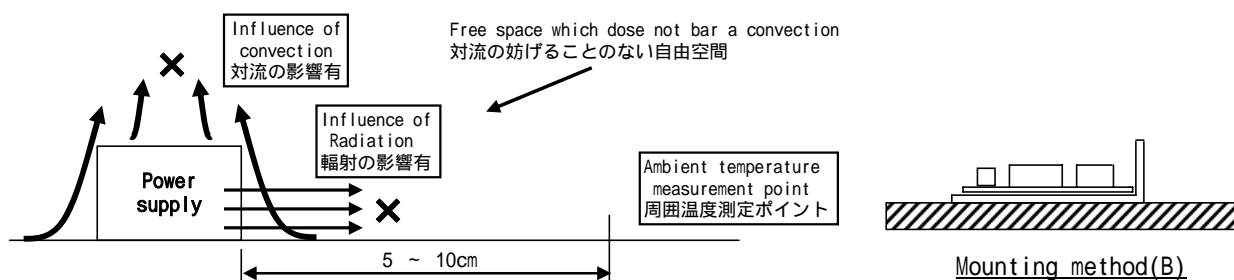 Influence of
convection
対流の影響有
Free space which dose not bar a convection
対流の妨げることのない自由空間
Influence of
Radiation
輻射の影響有
Power
supply
Ambient temperature
measurement point
周囲温度測定ポイント
5 ~ 10cm
Mounting method(B)